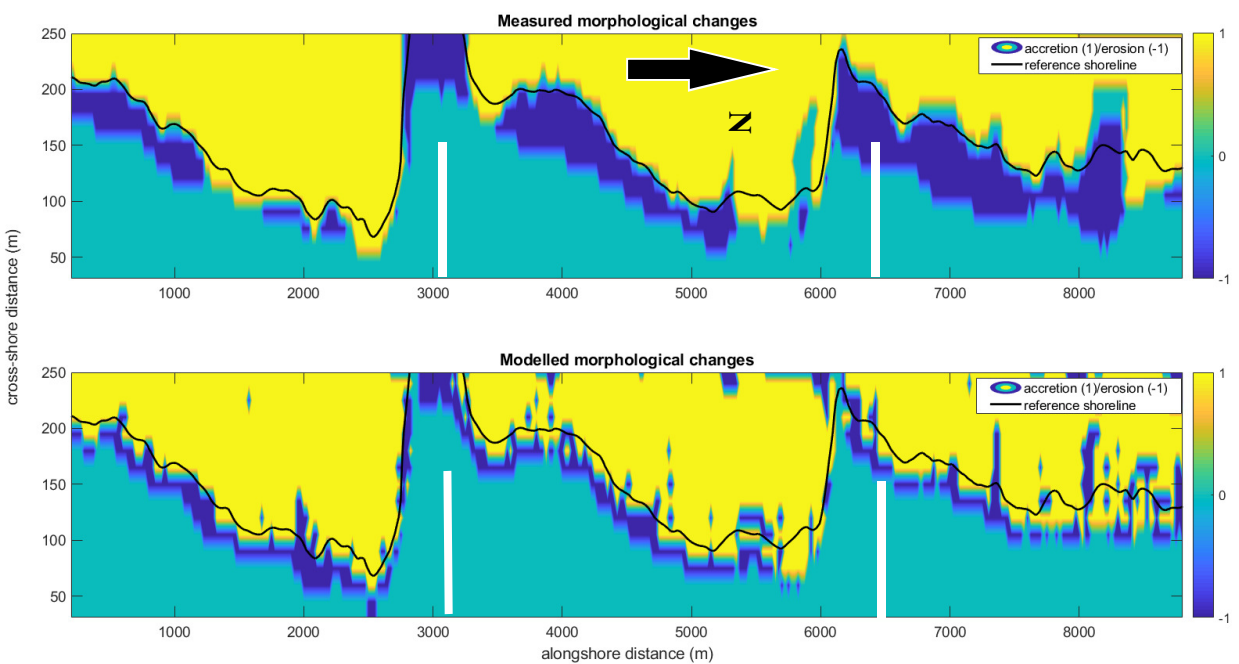 Measured morphological changes
250
200
150
100
50
1000 2000 3000 4000 5000 6000 7000 8000
accretion (1)/erosion (-1)
reference shoreline
N
1
0
-1
cross-shore distance (m)
Modelled morphological changes
250
200
150
100
50
1000 2000 3000 4000 5000 6000 7000 8000
accretion (1)/erosion (-1)
reference shoreline
1
0
-1
alongshore distance (m)